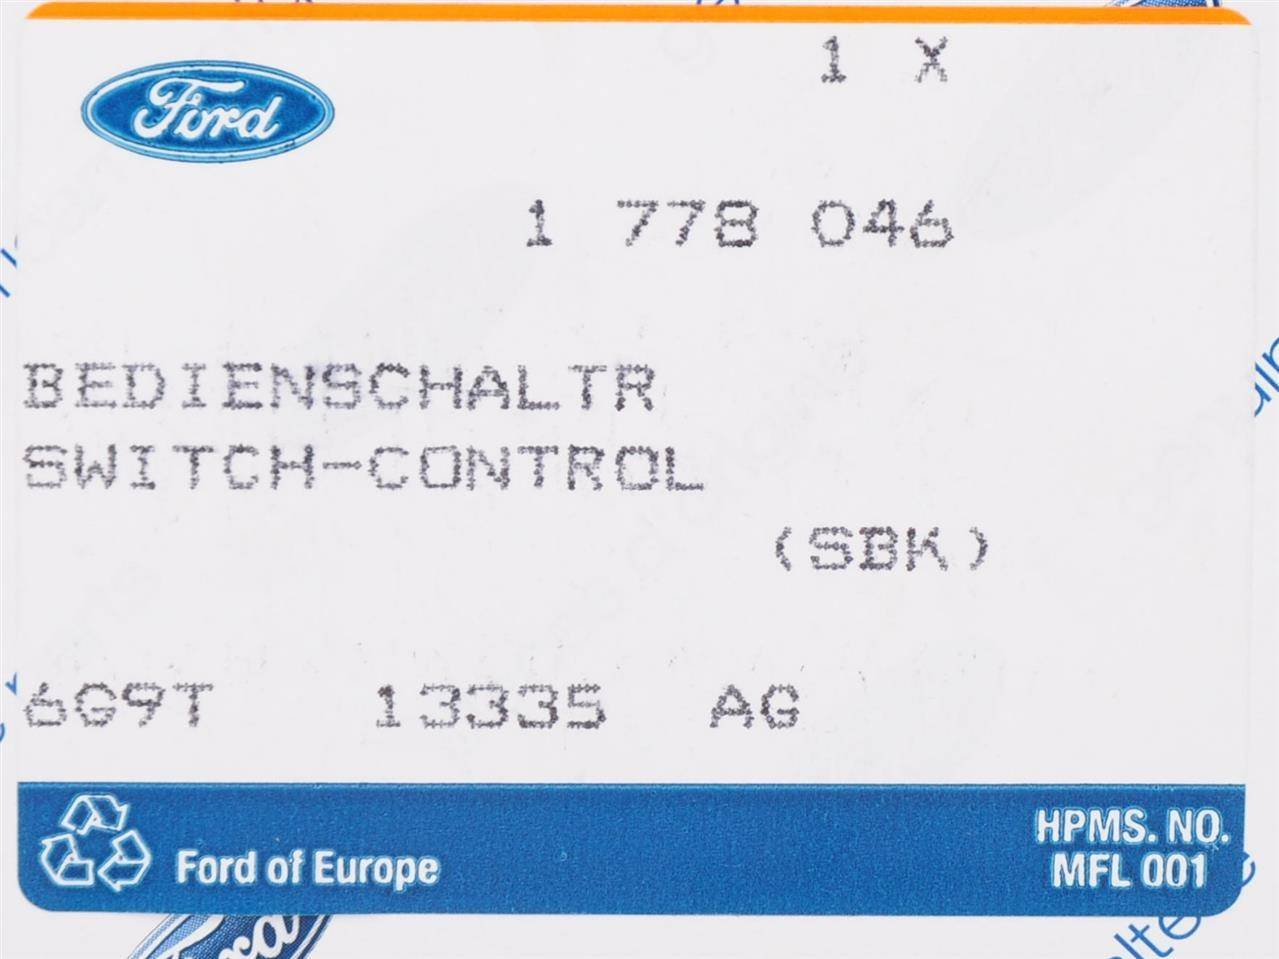 1 X
Ford
1 778 046
BEDIENSCHALTR
SWITCH-CONTROL
(SBK)
6G9T 13335 AG
Ford of Europe
HPMS. NO.
MFL 001
Ford